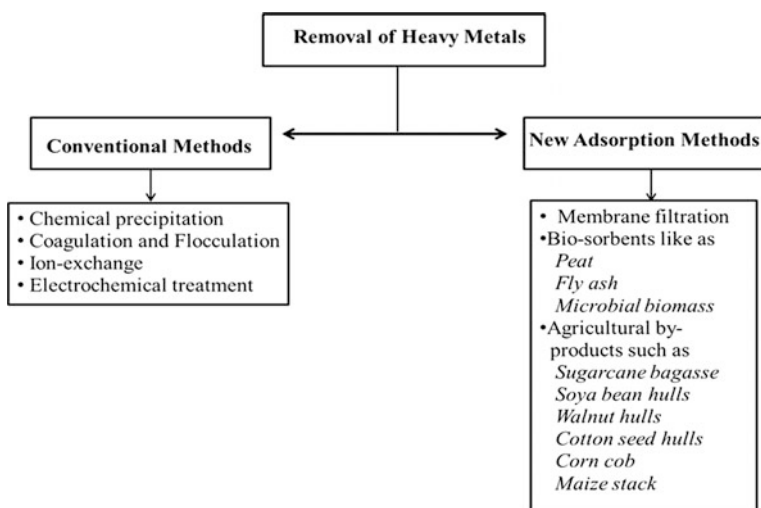 Removal of Heavy Metals
Conventional Methods
• Chemical precipitation
• Coagulation and Flocculation
• Ion-exchange
• Electrochemical treatment
New Adsorption Methods
• Membrane filtration
•Bio-sorbents like as
Peat
Fly ash
Microbial biomass
•Agricultural by-
products such as
Sugarcane bagasse
Soya bean hulls
Walnut hulls
Cotton seed hulls
Corn cob
Maize stack